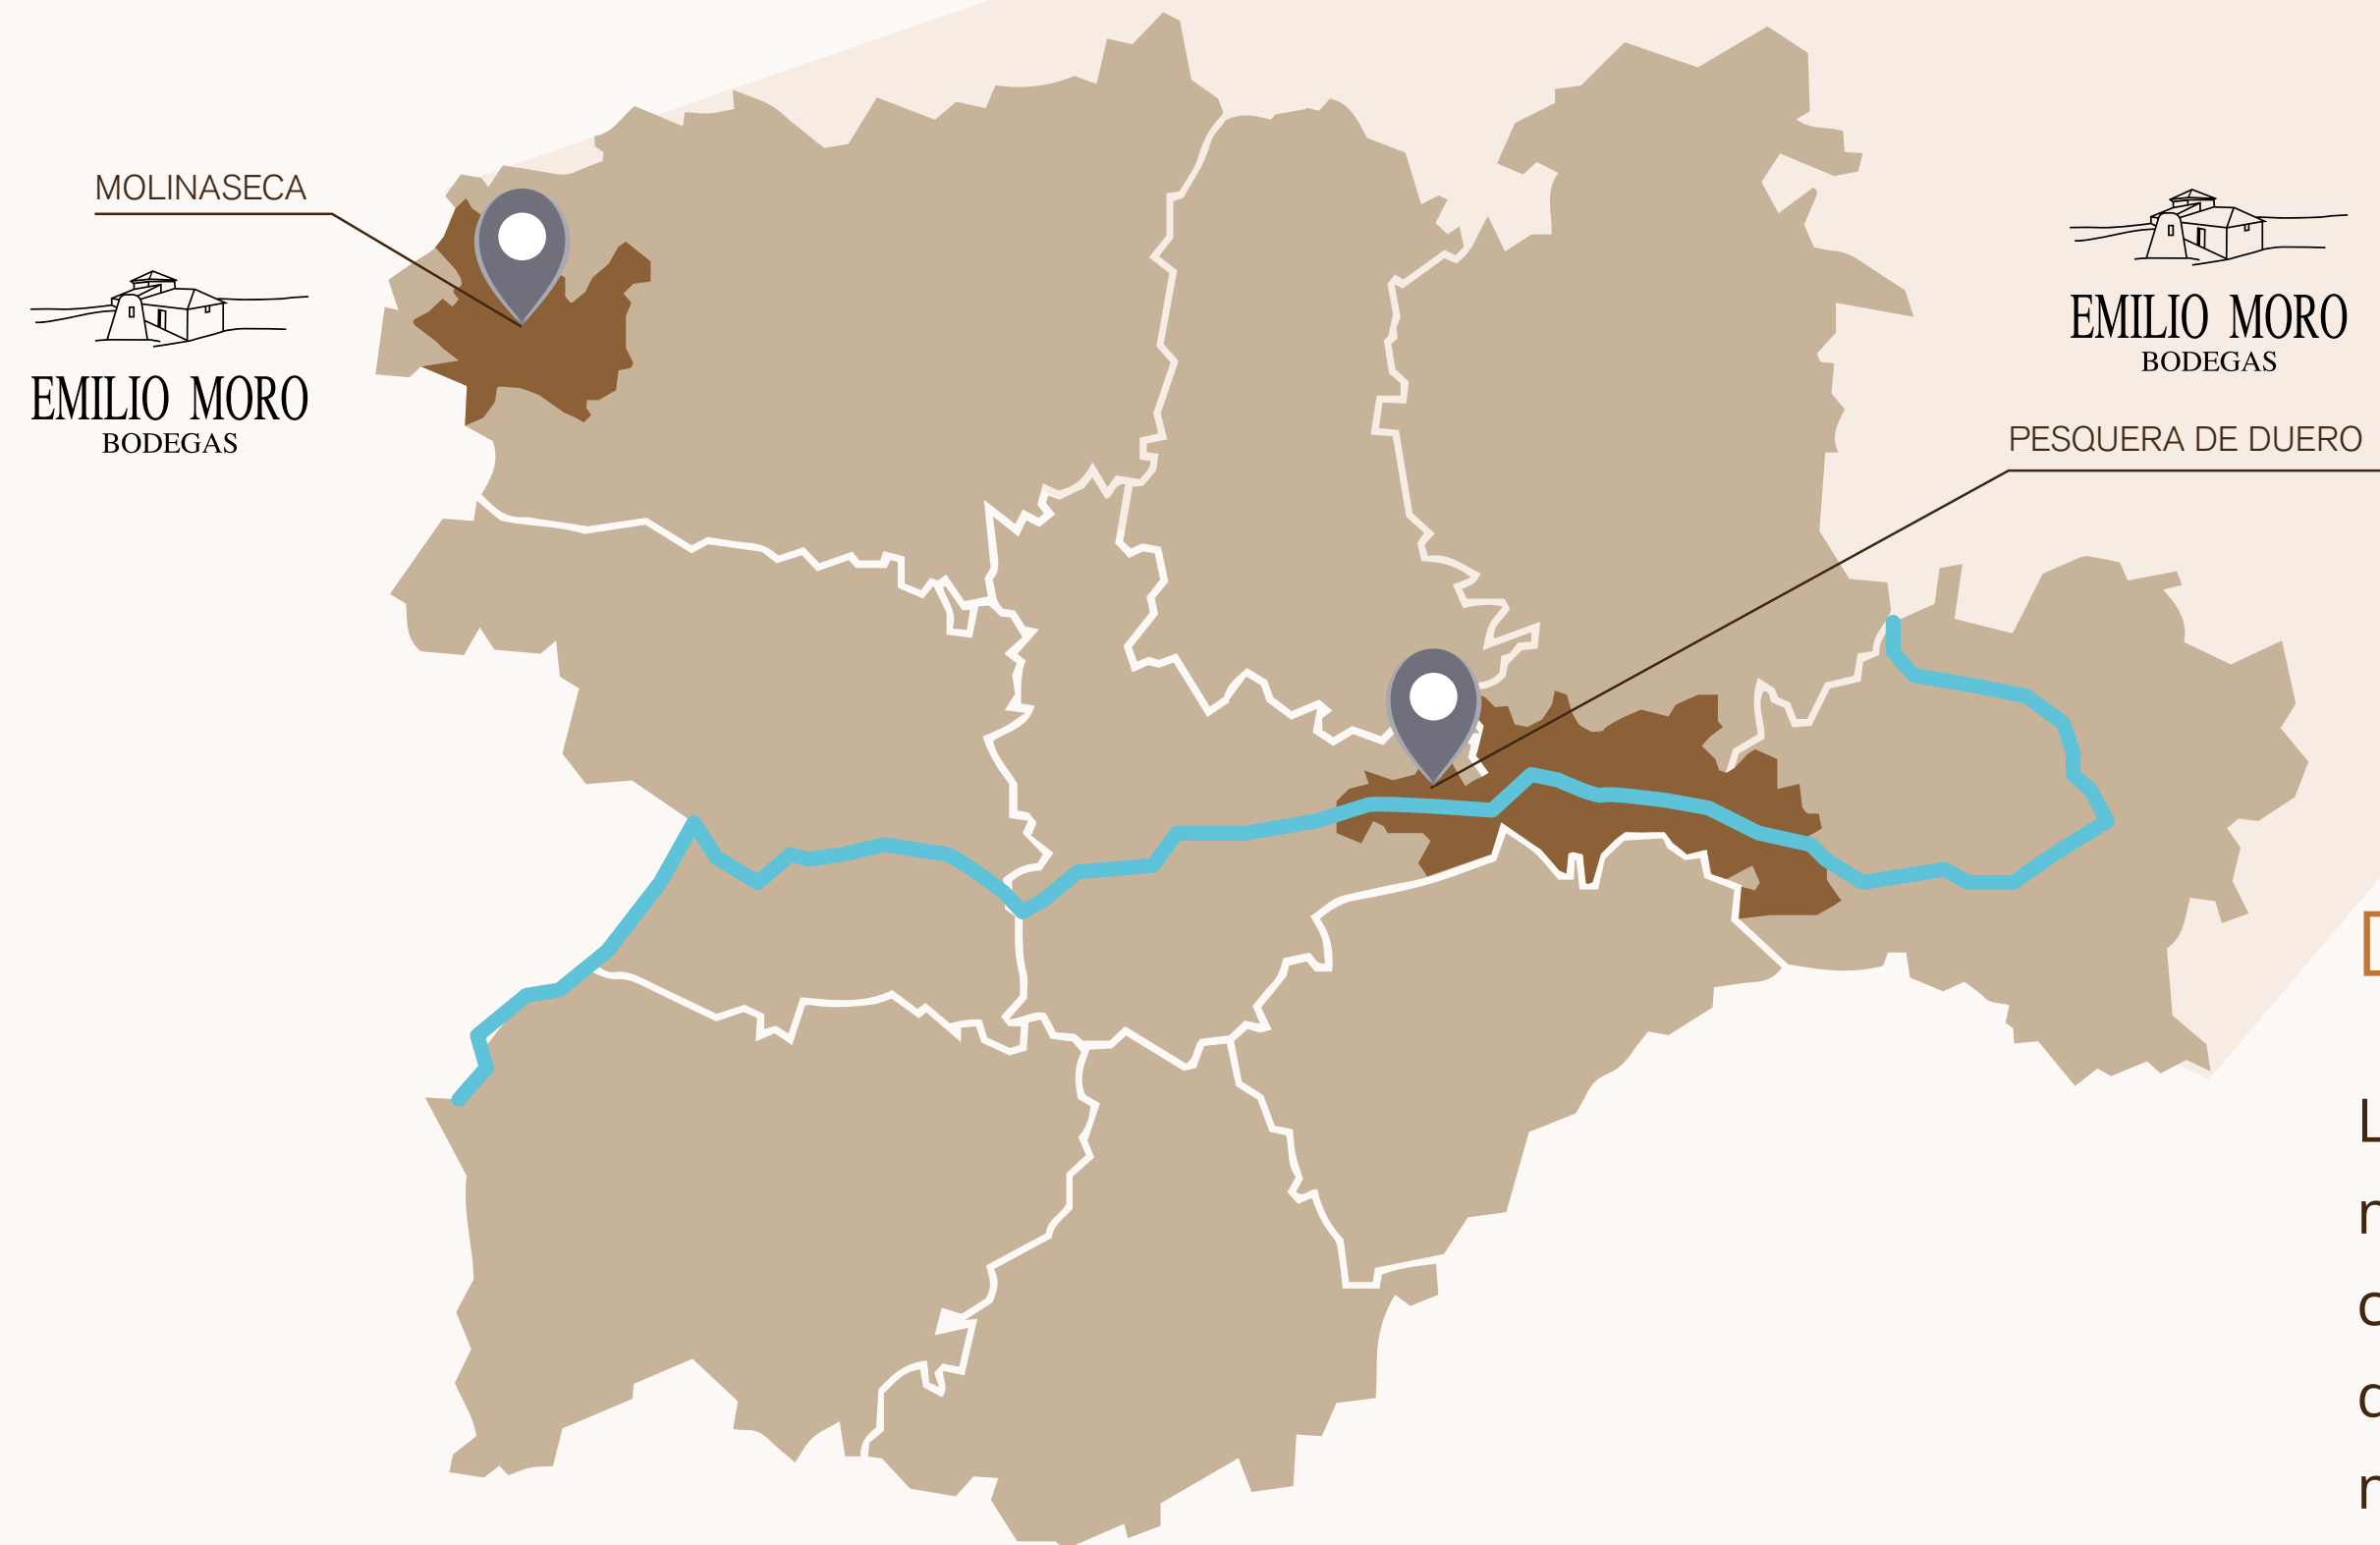 MOLINASECA
EMILIO MORO
BODEGAS
EMILIO MORO
BODEGAS
PESQUERA DE DUERO